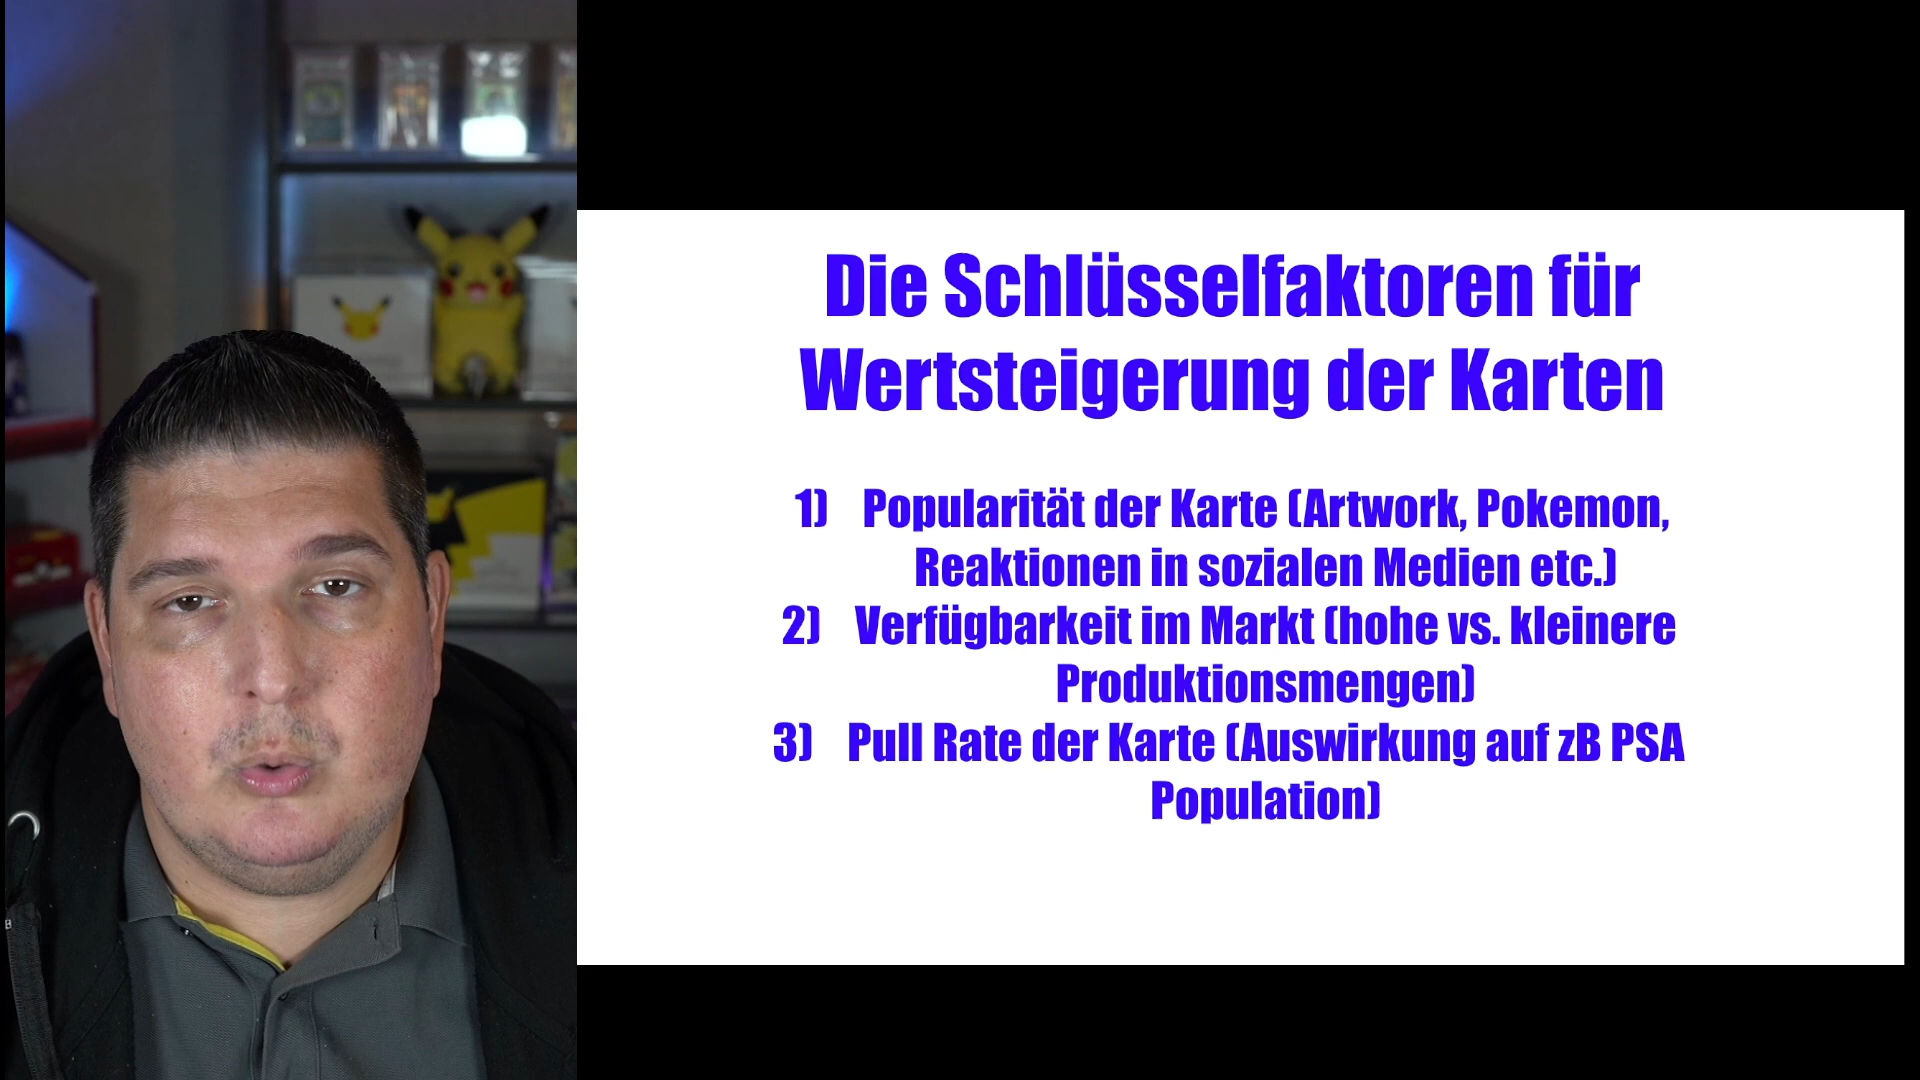 Die Schlüsselfaktoren für
Wertsteigerung der Karten
1) Popularität der Karte (Artwork, Pokemon,
Reaktionen in sozialen Medien etc.)
2) Verfügbarkeit im Markt (hohe vs. kleinere
Produktionsmengen)
3) Pull Rate der Karte (Auswirkung auf zB PSA
Population)